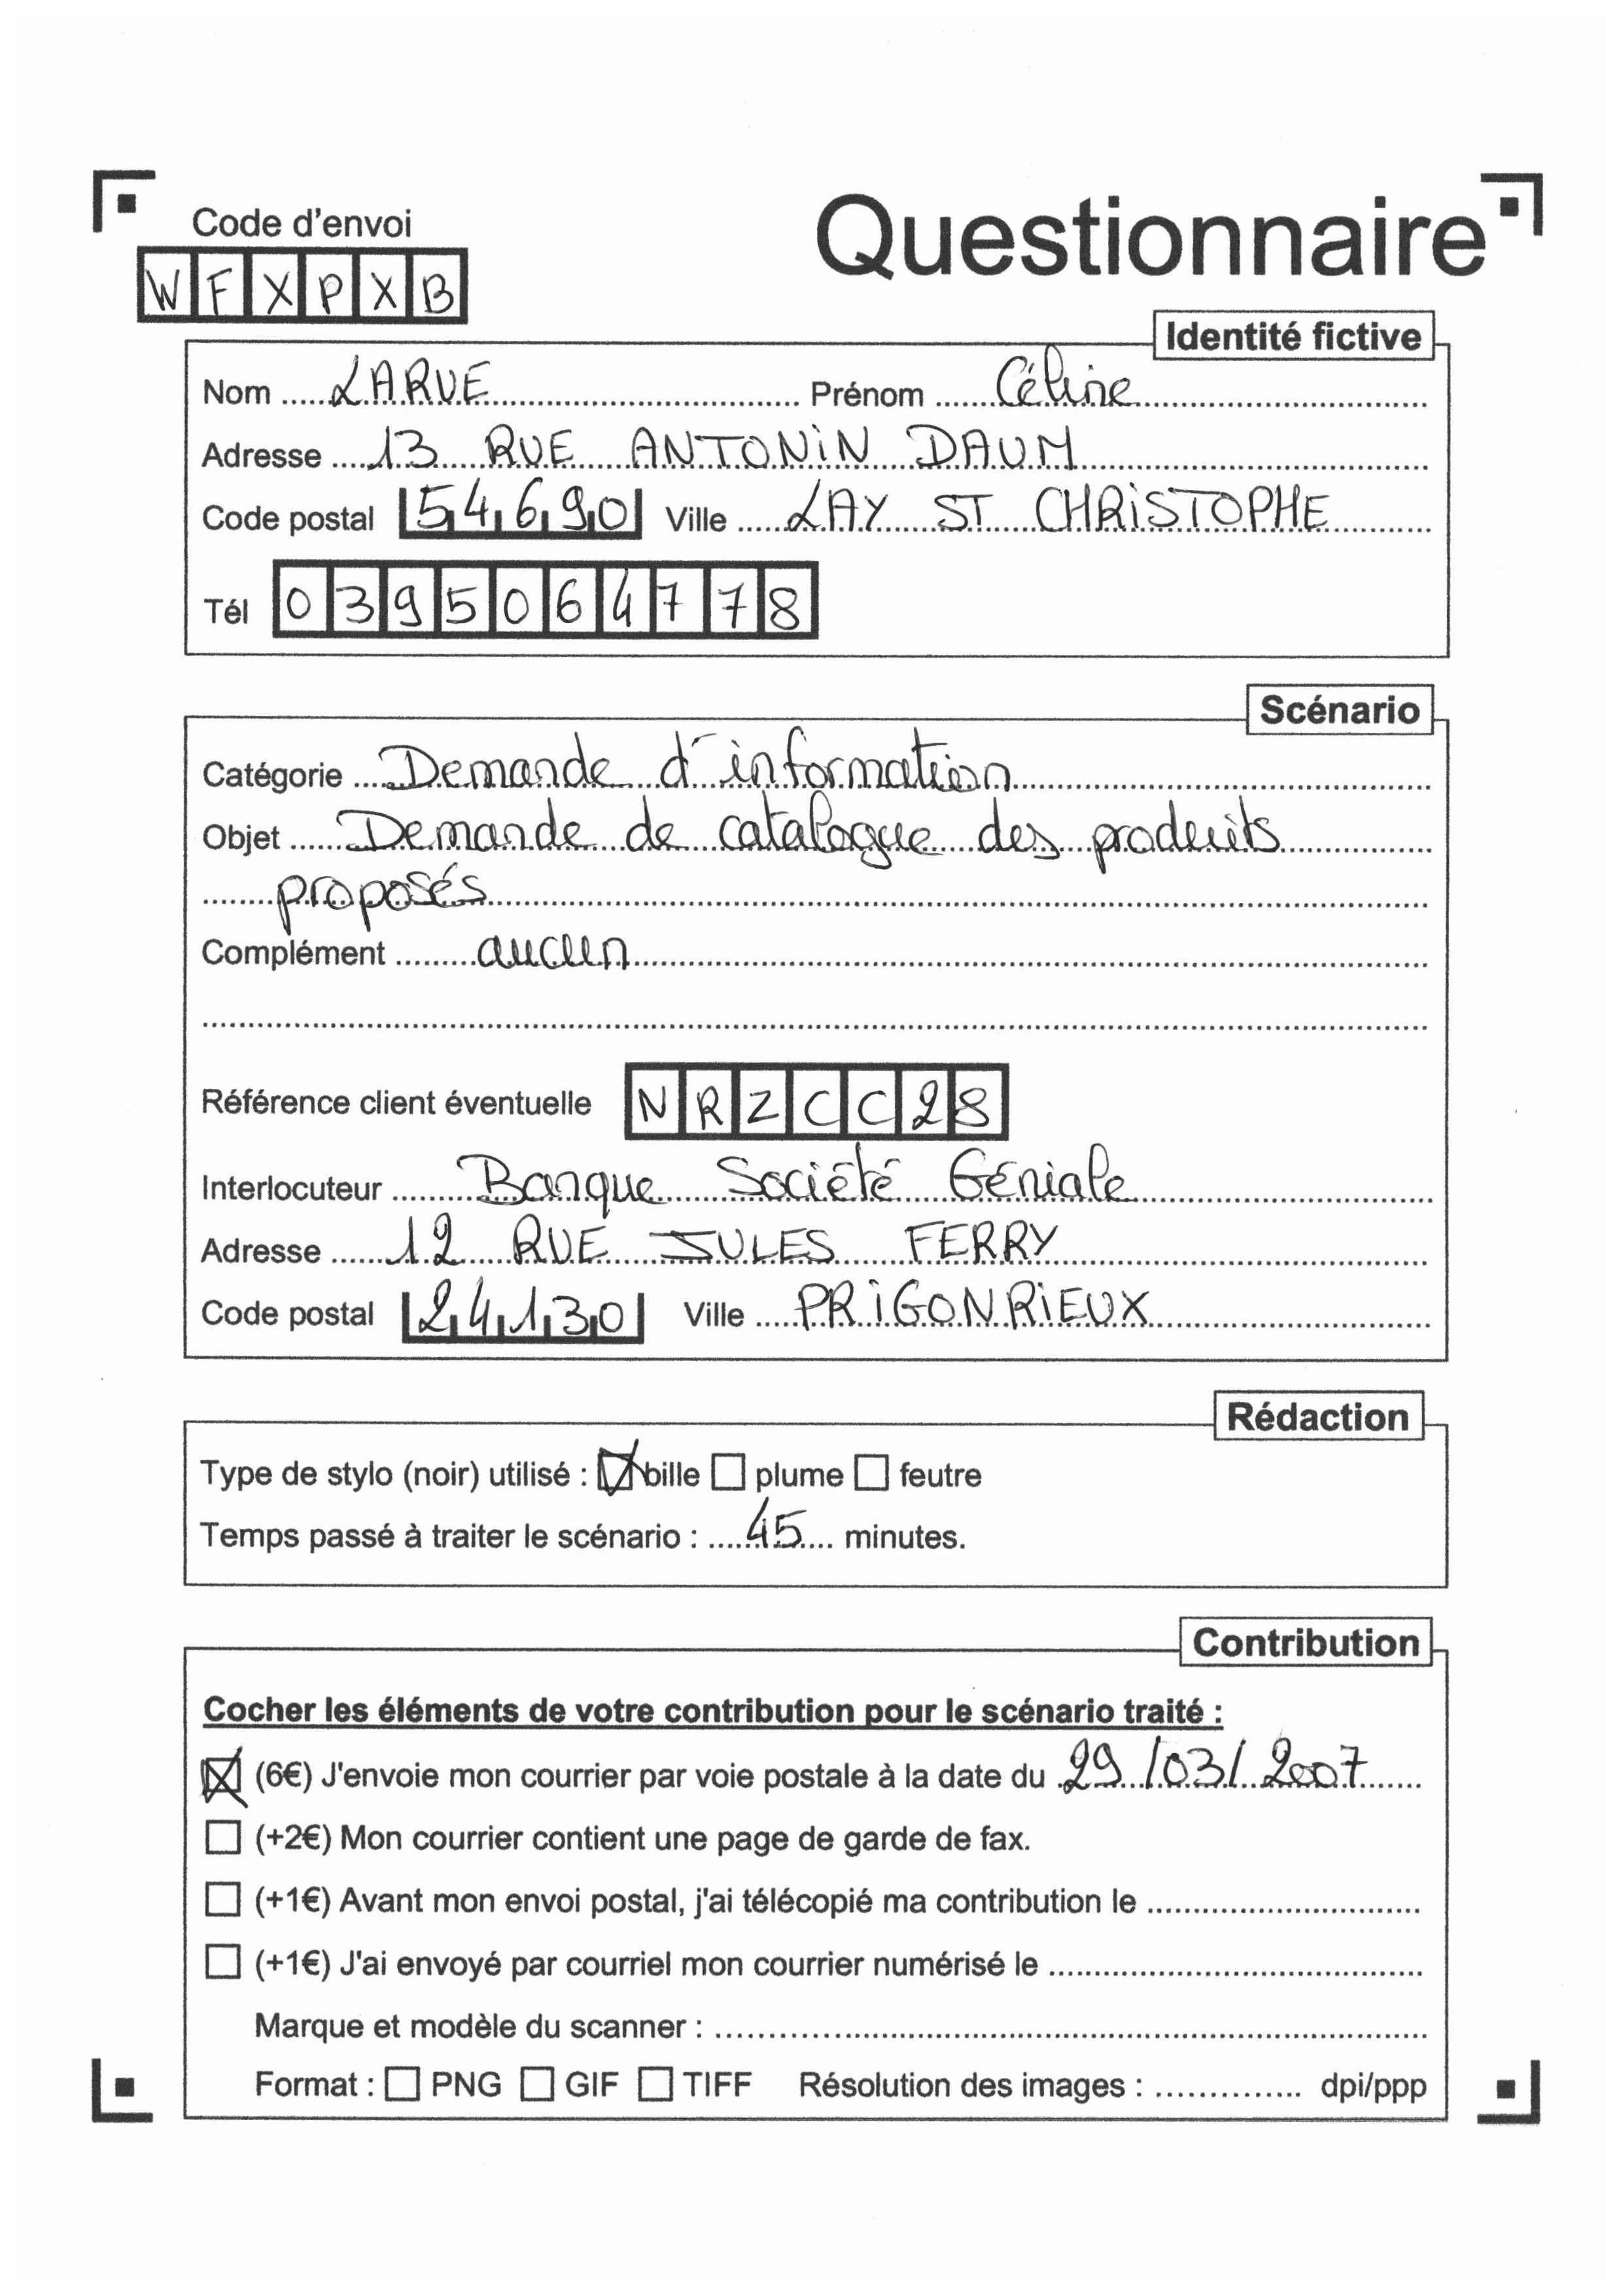 Code d'envoi
Questionnaire
W F X P X B
Identité fictive
Nom LARUE Prénom Céline
Adresse 13 RUE ANTONIN DAUM
Code postal 54690 Ville LAY ST CHRISTOPHE
Tél 0395064778
Scénario
Catégorie Demande d'information
Objet Demande de catalogue des produits
proposés
Complément aucun
Référence client éventuelle NRZCC28
Interlocuteur Banque Société Géniale
Adresse 12 RUE JULES FERRY
Code postal 24130 Ville PRIGONRIEUX
Rédaction
Type de stylo (noir) utilisé : ☒ bille ☐ plume ☐ feutre
Temps passé à traiter le scénario : 45 minutes.
Contribution
Cocher les éléments de votre contribution pour le scénario traité :
☒ (6€) J'envoie mon courrier par voie postale à la date du 29/03/2007
☐ (+2€) Mon courrier contient une page de garde de fax.
☐ (+1€) Avant mon envoi postal, j'ai télécopié ma contribution le
☐ (+1€) J'ai envoyé par courriel mon courrier numérisé le
Marque et modèle du scanner :
Format : ☐ PNG ☐ GIF ☐ TIFF Résolution des images : dpi/ppp